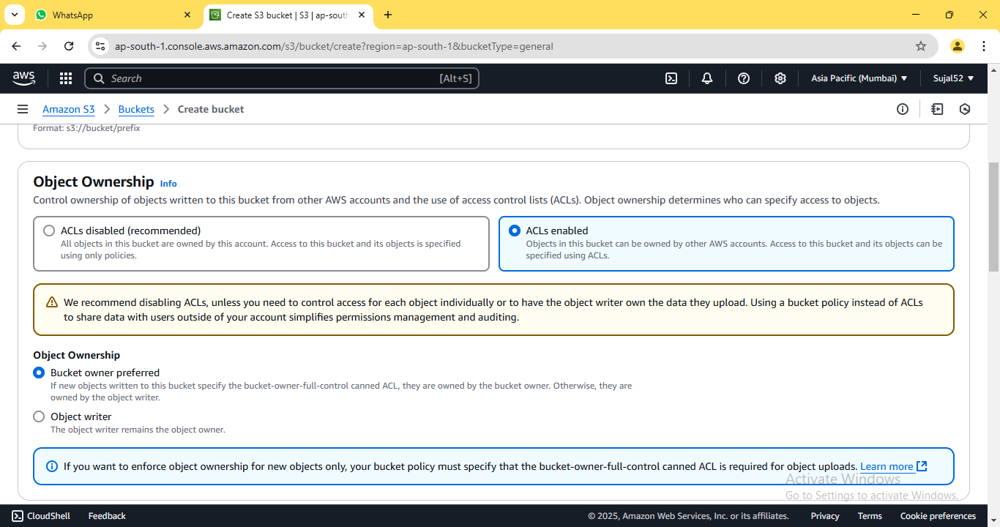 WhatsApp
Create S3 bucket | S3 | ap-south
ap-south-1.console.aws.amazon.com/s3/bucket/create?region=ap-south-1&bucketType=general
aws
Search
[Alt+S]
Asia Pacific (Mumbai)
Sujal52
Amazon S3
Buckets
Create bucket
Format: s3://bucket/prefix
Object Ownership Info
Control ownership of objects written to this bucket from other AWS accounts and the use of access control lists (ACLs). Object ownership determines who can specify access to objects.
ACLs disabled (recommended)
All objects in this bucket are owned by this account. Access to this bucket and its objects is specified
using only policies.
ACLs enabled
Objects in this bucket can be owned by other AWS accounts. Access to this bucket and its objects can be
specified using ACLs.
We recommend disabling ACLs, unless you need to control access for each object individually or to have the object writer own the data they upload. Using a bucket policy instead of ACLs
to share data with users outside of your account simplifies permissions management and auditing.
Object Ownership
Bucket owner preferred
If new objects written to this bucket specify the bucket-owner-full-control canned ACL, they are owned by the bucket owner. Otherwise, they are
owned by the object writer.
Object writer
The object writer remains the object owner.
If you want to enforce object ownership for new objects only, your bucket policy must specify that the bucket-owner-full-control canned ACL is required for object uploads. Learn more
Activate Windows
Go to Settings to activate Windows.
CloudShell
Feedback
© 2025, Amazon Web Services, Inc. or its affiliates.
Privacy
Terms
Cookie preferences